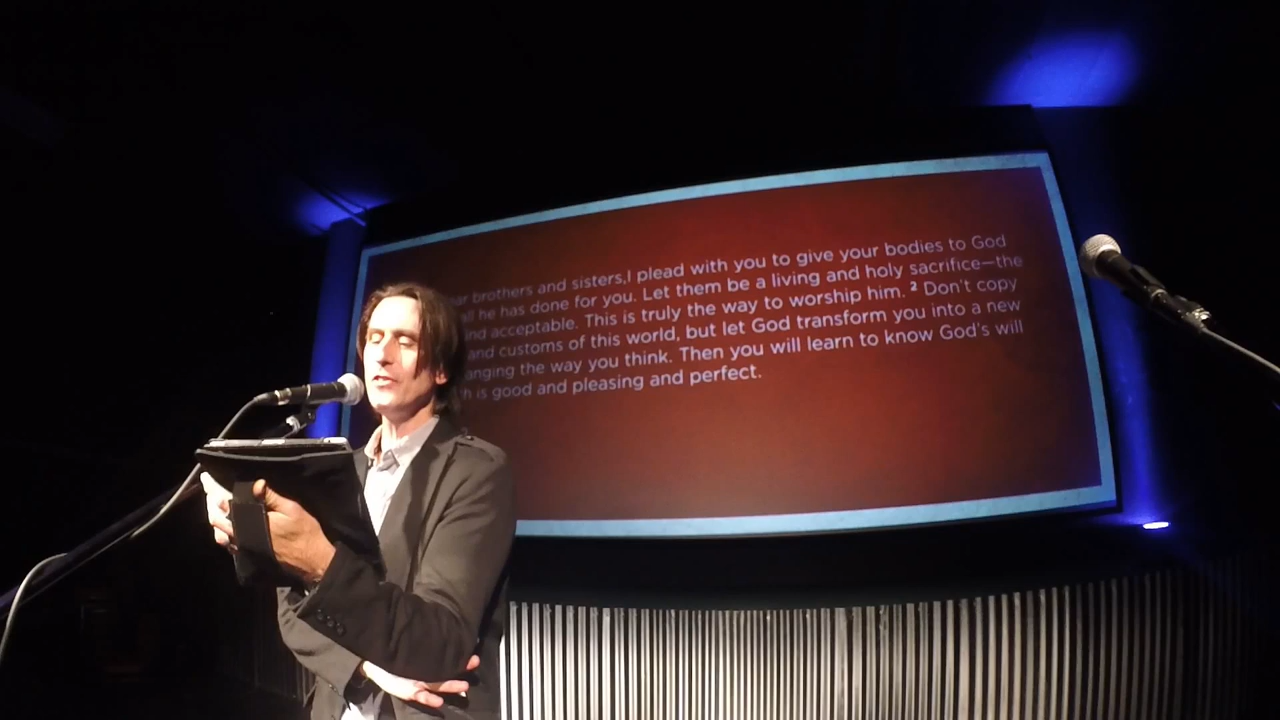 brothers and sisters,I plead with you to give your bodies to God
he has done for you. Let them be a living and holy sacrifice—the
acceptable. This is truly the way to worship him. ² Don't copy
and customs of this world, but let God transform you into a new
the way you think. Then you will learn to know God's will
is good and pleasing and perfect.